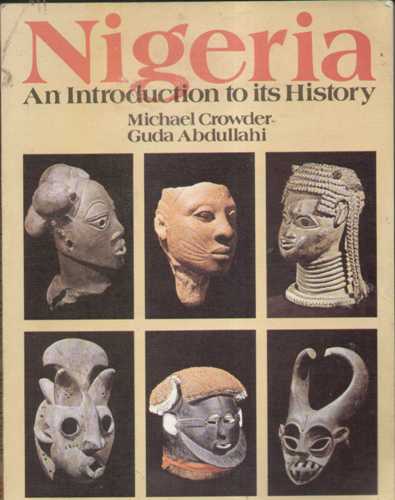 Nigeria
An Introduction to its History
Michael Crowder
Guda Abdullahi